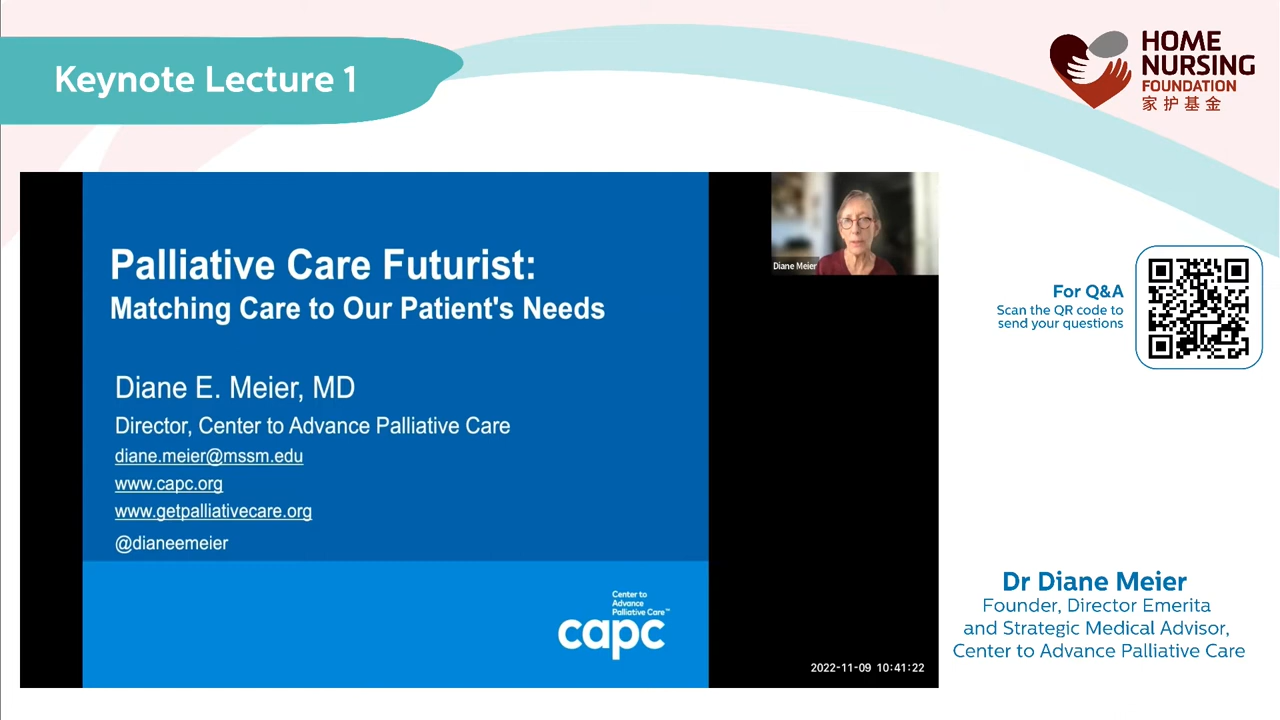 Keynote Lecture 1
HOME
NURSING
FOUNDATION
家护基金
Palliative Care Futurist:
Matching Care to Our Patient's Needs
Diane E. Meier, MD
Director, Center to Advance Palliative Care
diane.meier@mssm.edu
www.capc.org
www.getpalliativecare.org
@dianeemeier
Center to
Advance
Palliative Care™
capc
Diane Meier
2022-11-09 10:41:22
For Q&A
Scan the QR code to
send your questions
Dr Diane Meier
Founder, Director Emerita
and Strategic Medical Advisor,
Center to Advance Palliative Care